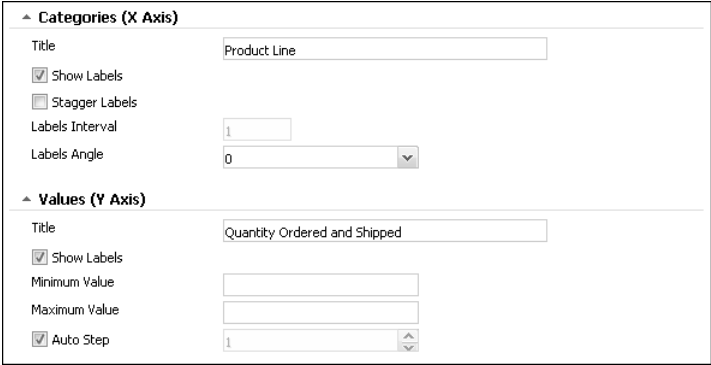 Categories (X Axis)
Title Product Line
Show Labels
Stagger Labels
Labels Interval 1
Labels Angle 0
Values (Y Axis)
Title Quantity Ordered and Shipped
Show Labels
Minimum Value
Maximum Value
Auto Step 1